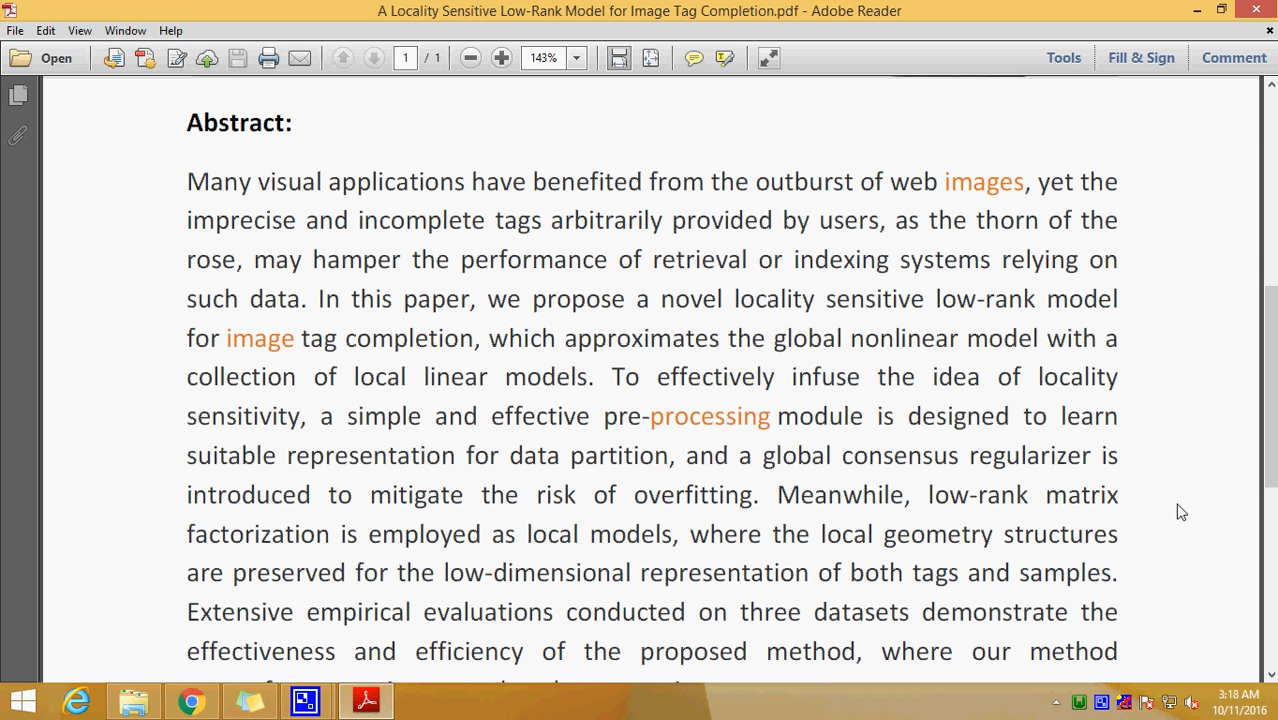 A Locality Sensitive Low-Rank Model for Image Tag Completion.pdf - Adobe Reader
File Edit View Window Help
Open 1 / 1 143% Tools Fill & Sign Comment
Abstract:
Many visual applications have benefited from the outburst of web images, yet the
imprecise and incomplete tags arbitrarily provided by users, as the thorn of the
rose, may hamper the performance of retrieval or indexing systems relying on
such data. In this paper, we propose a novel locality sensitive low-rank model
for image tag completion, which approximates the global nonlinear model with a
collection of local linear models. To effectively infuse the idea of locality
sensitivity, a simple and effective pre-processing module is designed to learn
suitable representation for data partition, and a global consensus regularizer is
introduced to mitigate the risk of overfitting. Meanwhile, low-rank matrix
factorization is employed as local models, where the local geometry structures
are preserved for the low-dimensional representation of both tags and samples.
Extensive empirical evaluations conducted on three datasets demonstrate the
effectiveness and efficiency of the proposed method, where our method
3:18 AM
10/11/2016